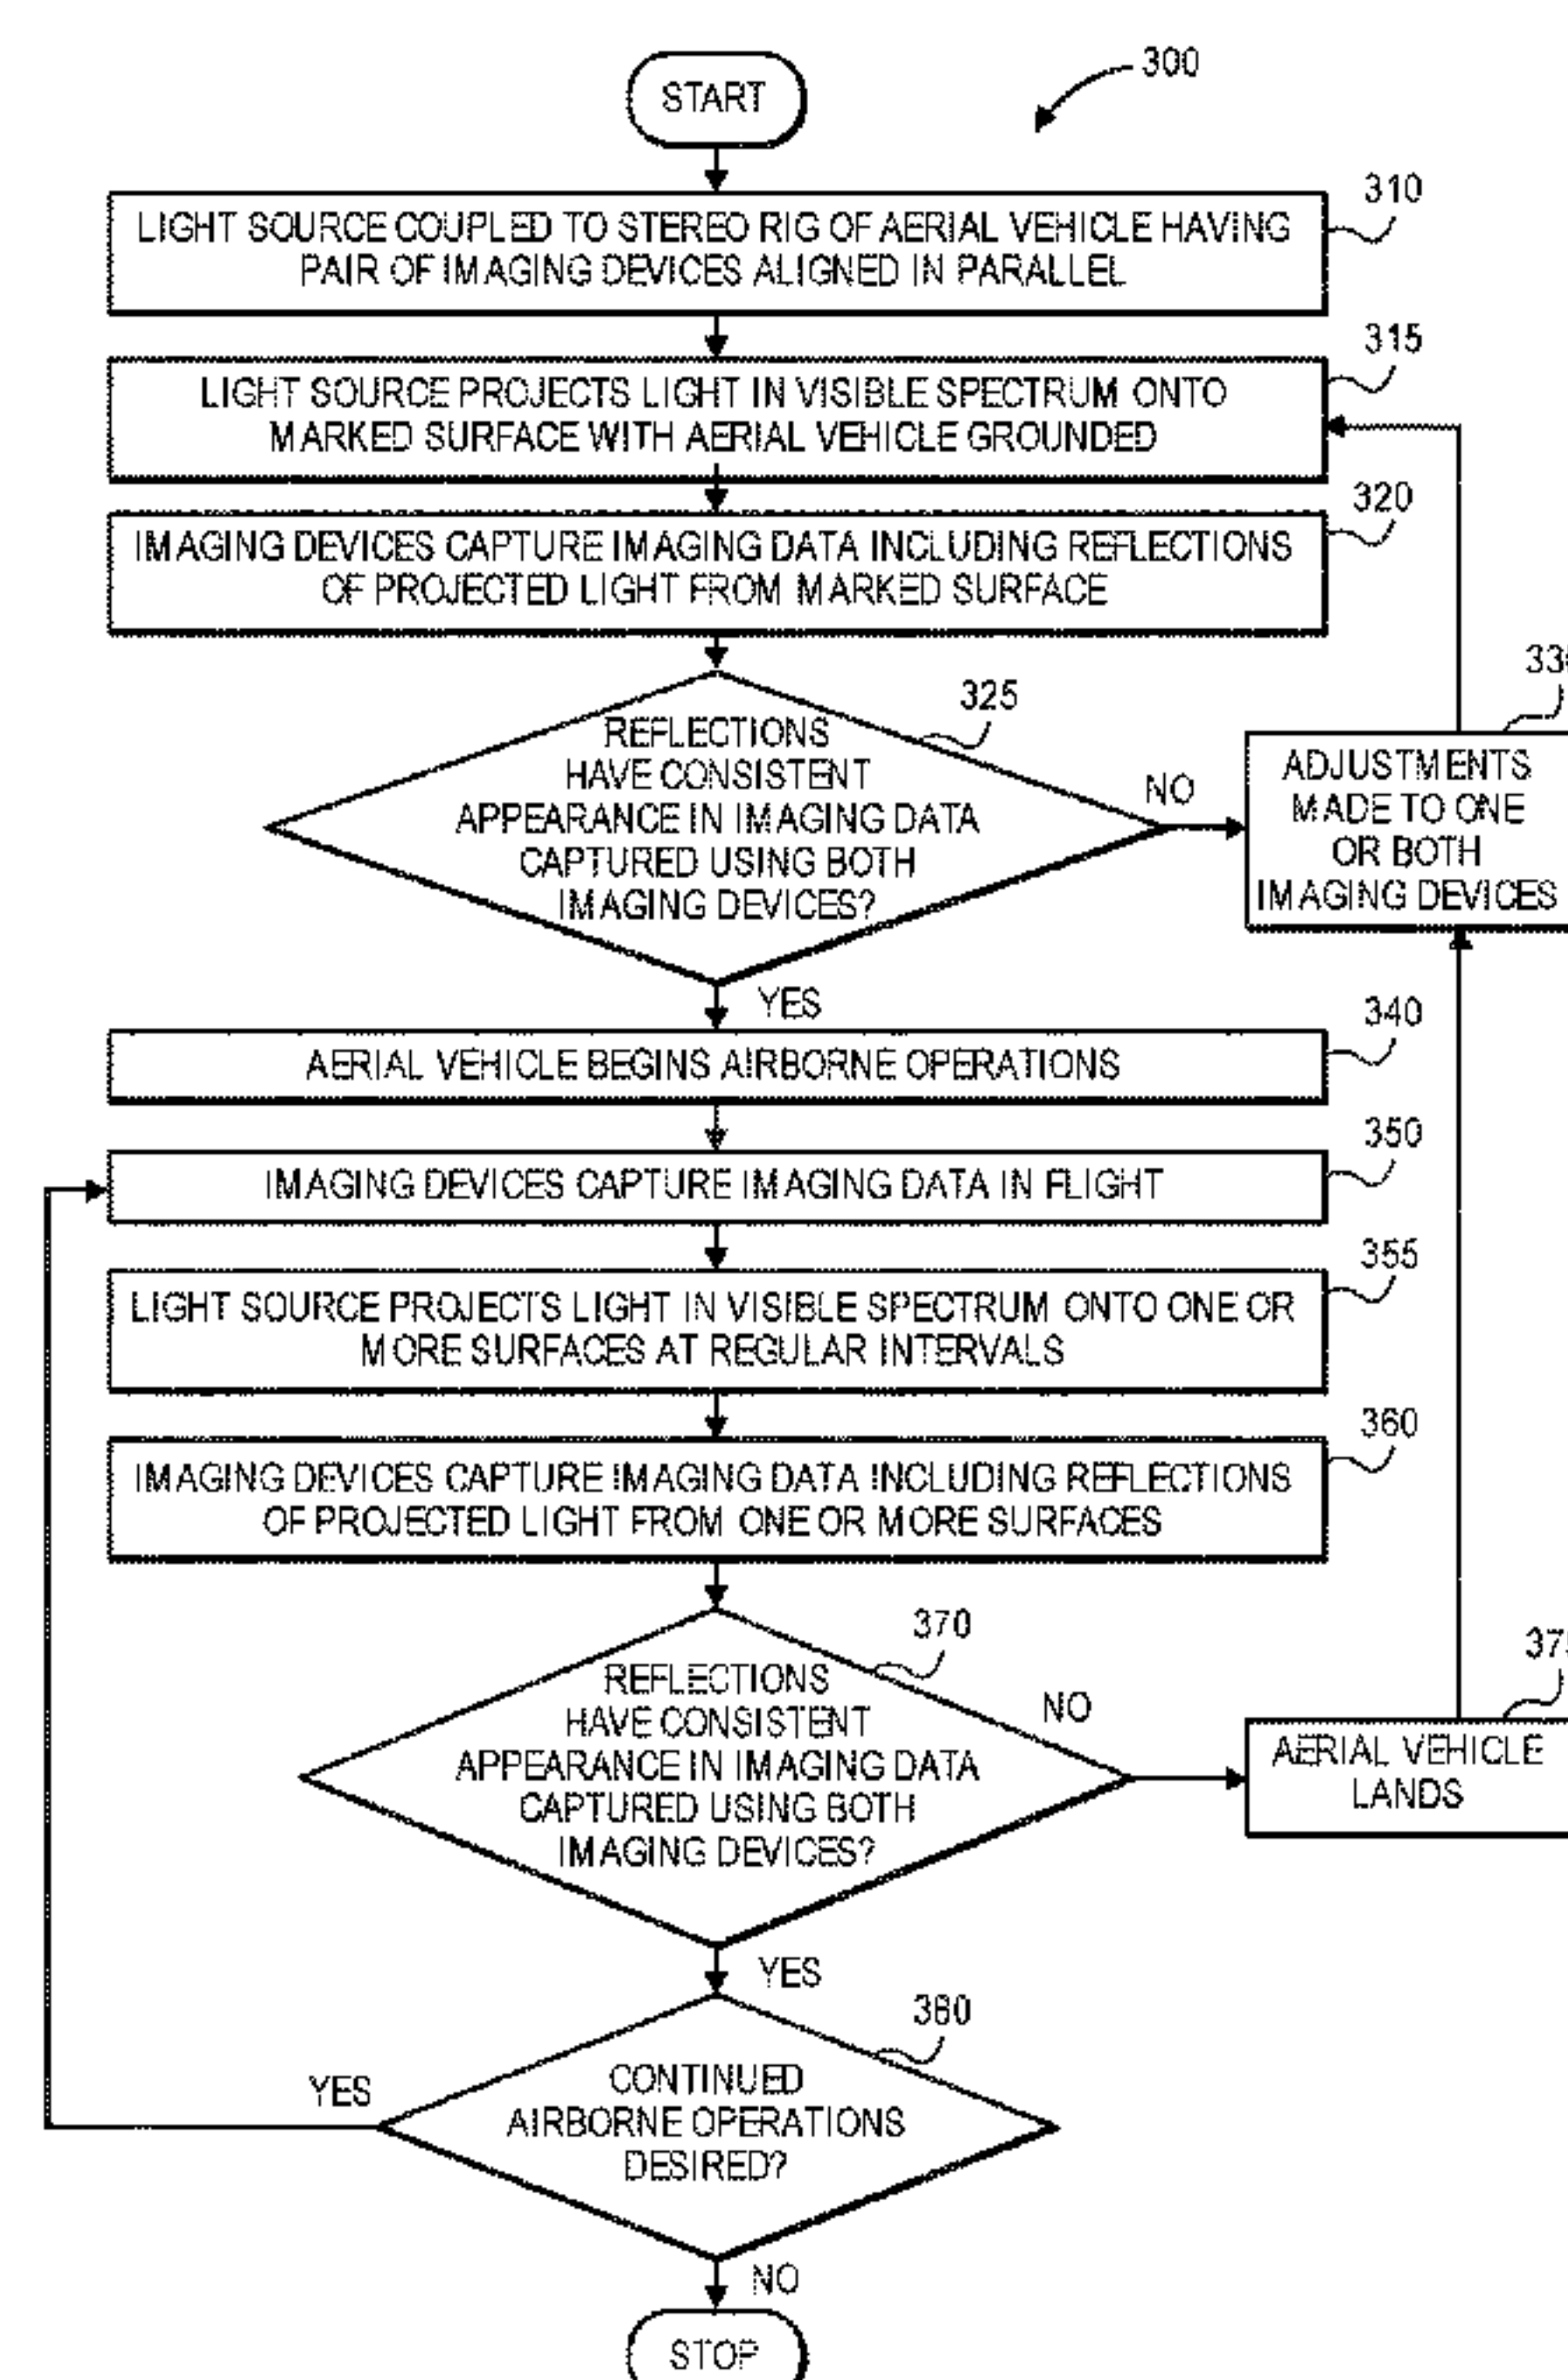 START
300
310
LIGHT SOURCE COUPLED TO STEREO RIG OF AERIAL VEHICLE HAVING
PAIR OF IMAGING DEVICES ALIGNED IN PARALLEL
315
LIGHT SOURCE PROJECTS LIGHT IN VISIBLE SPECTRUM ONTO
MARKED SURFACE WITH AERIAL VEHICLE GROUNDED
320
IMAGING DEVICES CAPTURE IMAGING DATA INCLUDING REFLECTIONS
OF PROJECTED LIGHT FROM MARKED SURFACE
325
REFLECTIONS
HAVE CONSISTENT
APPEARANCE IN IMAGING DATA
CAPTURED USING BOTH
IMAGING DEVICES?
NO
ADJUSTMENTS
MADE TO ONE
OR BOTH
IMAGING DEVICES
YES
340
AERIAL VEHICLE BEGINS AIRBORNE OPERATIONS
350
IMAGING DEVICES CAPTURE IMAGING DATA IN FLIGHT
355
LIGHT SOURCE PROJECTS LIGHT IN VISIBLE SPECTRUM ONTO ONE OR
MORE SURFACES AT REGULAR INTERVALS
360
IMAGING DEVICES CAPTURE IMAGING DATA INCLUDING REFLECTIONS
OF PROJECTED LIGHT FROM ONE OR MORE SURFACES
370
REFLECTIONS
HAVE CONSISTENT
APPEARANCE IN IMAGING DATA
CAPTURED USING BOTH
IMAGING DEVICES?
NO
AERIAL VEHICLE
LANDS
YES
380
CONTINUED
AIRBORNE OPERATIONS
DESIRED?
YES
NO
STOP